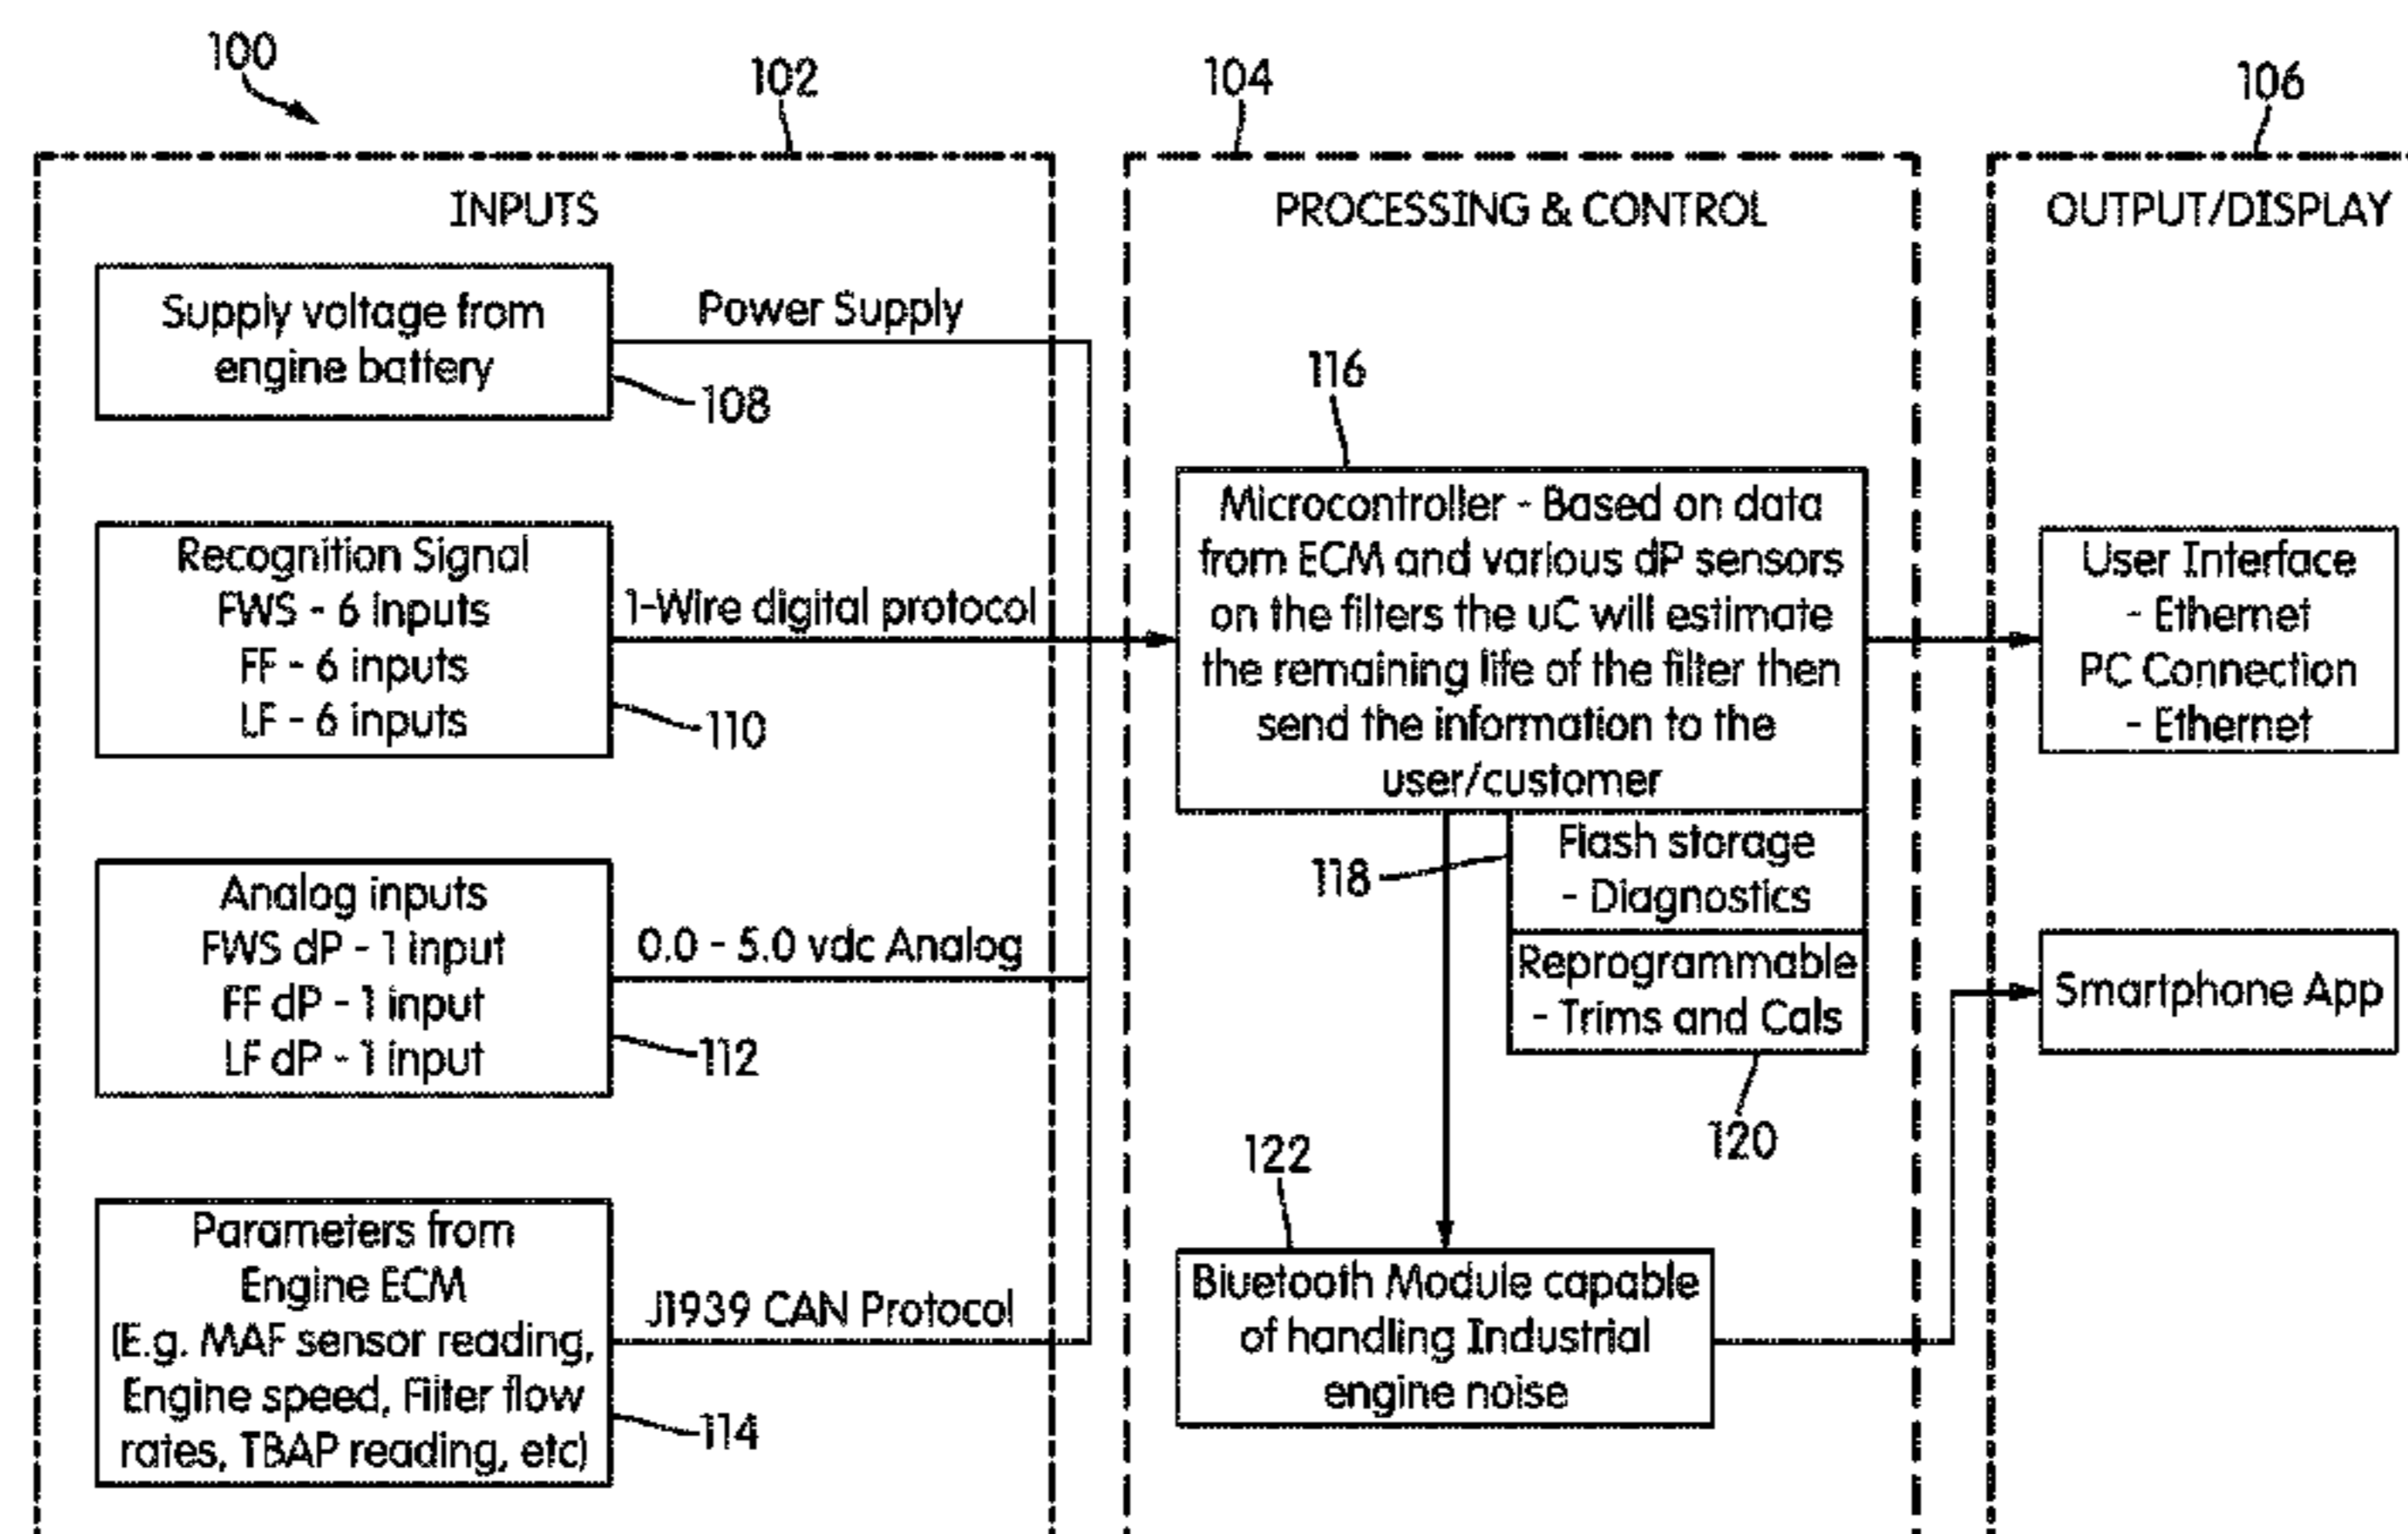 100
102
104
106
INPUTS
PROCESSING & CONTROL
OUTPUT/DISPLAY
Supply voltage from
engine battery
Power Supply
108
Recognition Signal
FWS - 6 inputs
FF - 6 inputs
LF - 6 inputs
1-Wire digital protocol
110
Analog inputs
FWS dP - 1 input
FF dP - 1 input
LF dP - 1 input
0.0 - 5.0 vdc Analog
112
Parameters from
Engine ECM
(E.g. MAF sensor reading,
Engine speed, Filter flow
rates, TBAP reading, etc)
J1939 CAN Protocol
114
116
Microcontroller - Based on data
from ECM and various dP sensors
on the filters the uC will estimate
the remaining life of the filter then
send the information to the
user/customer
118
Flash storage
- Diagnostics
Reprogrammable
- Trims and Cals
120
122
Bluetooth Module capable
of handling Industrial
engine noise
User Interface
- Ethernet
PC Connection
- Ethernet
Smartphone App